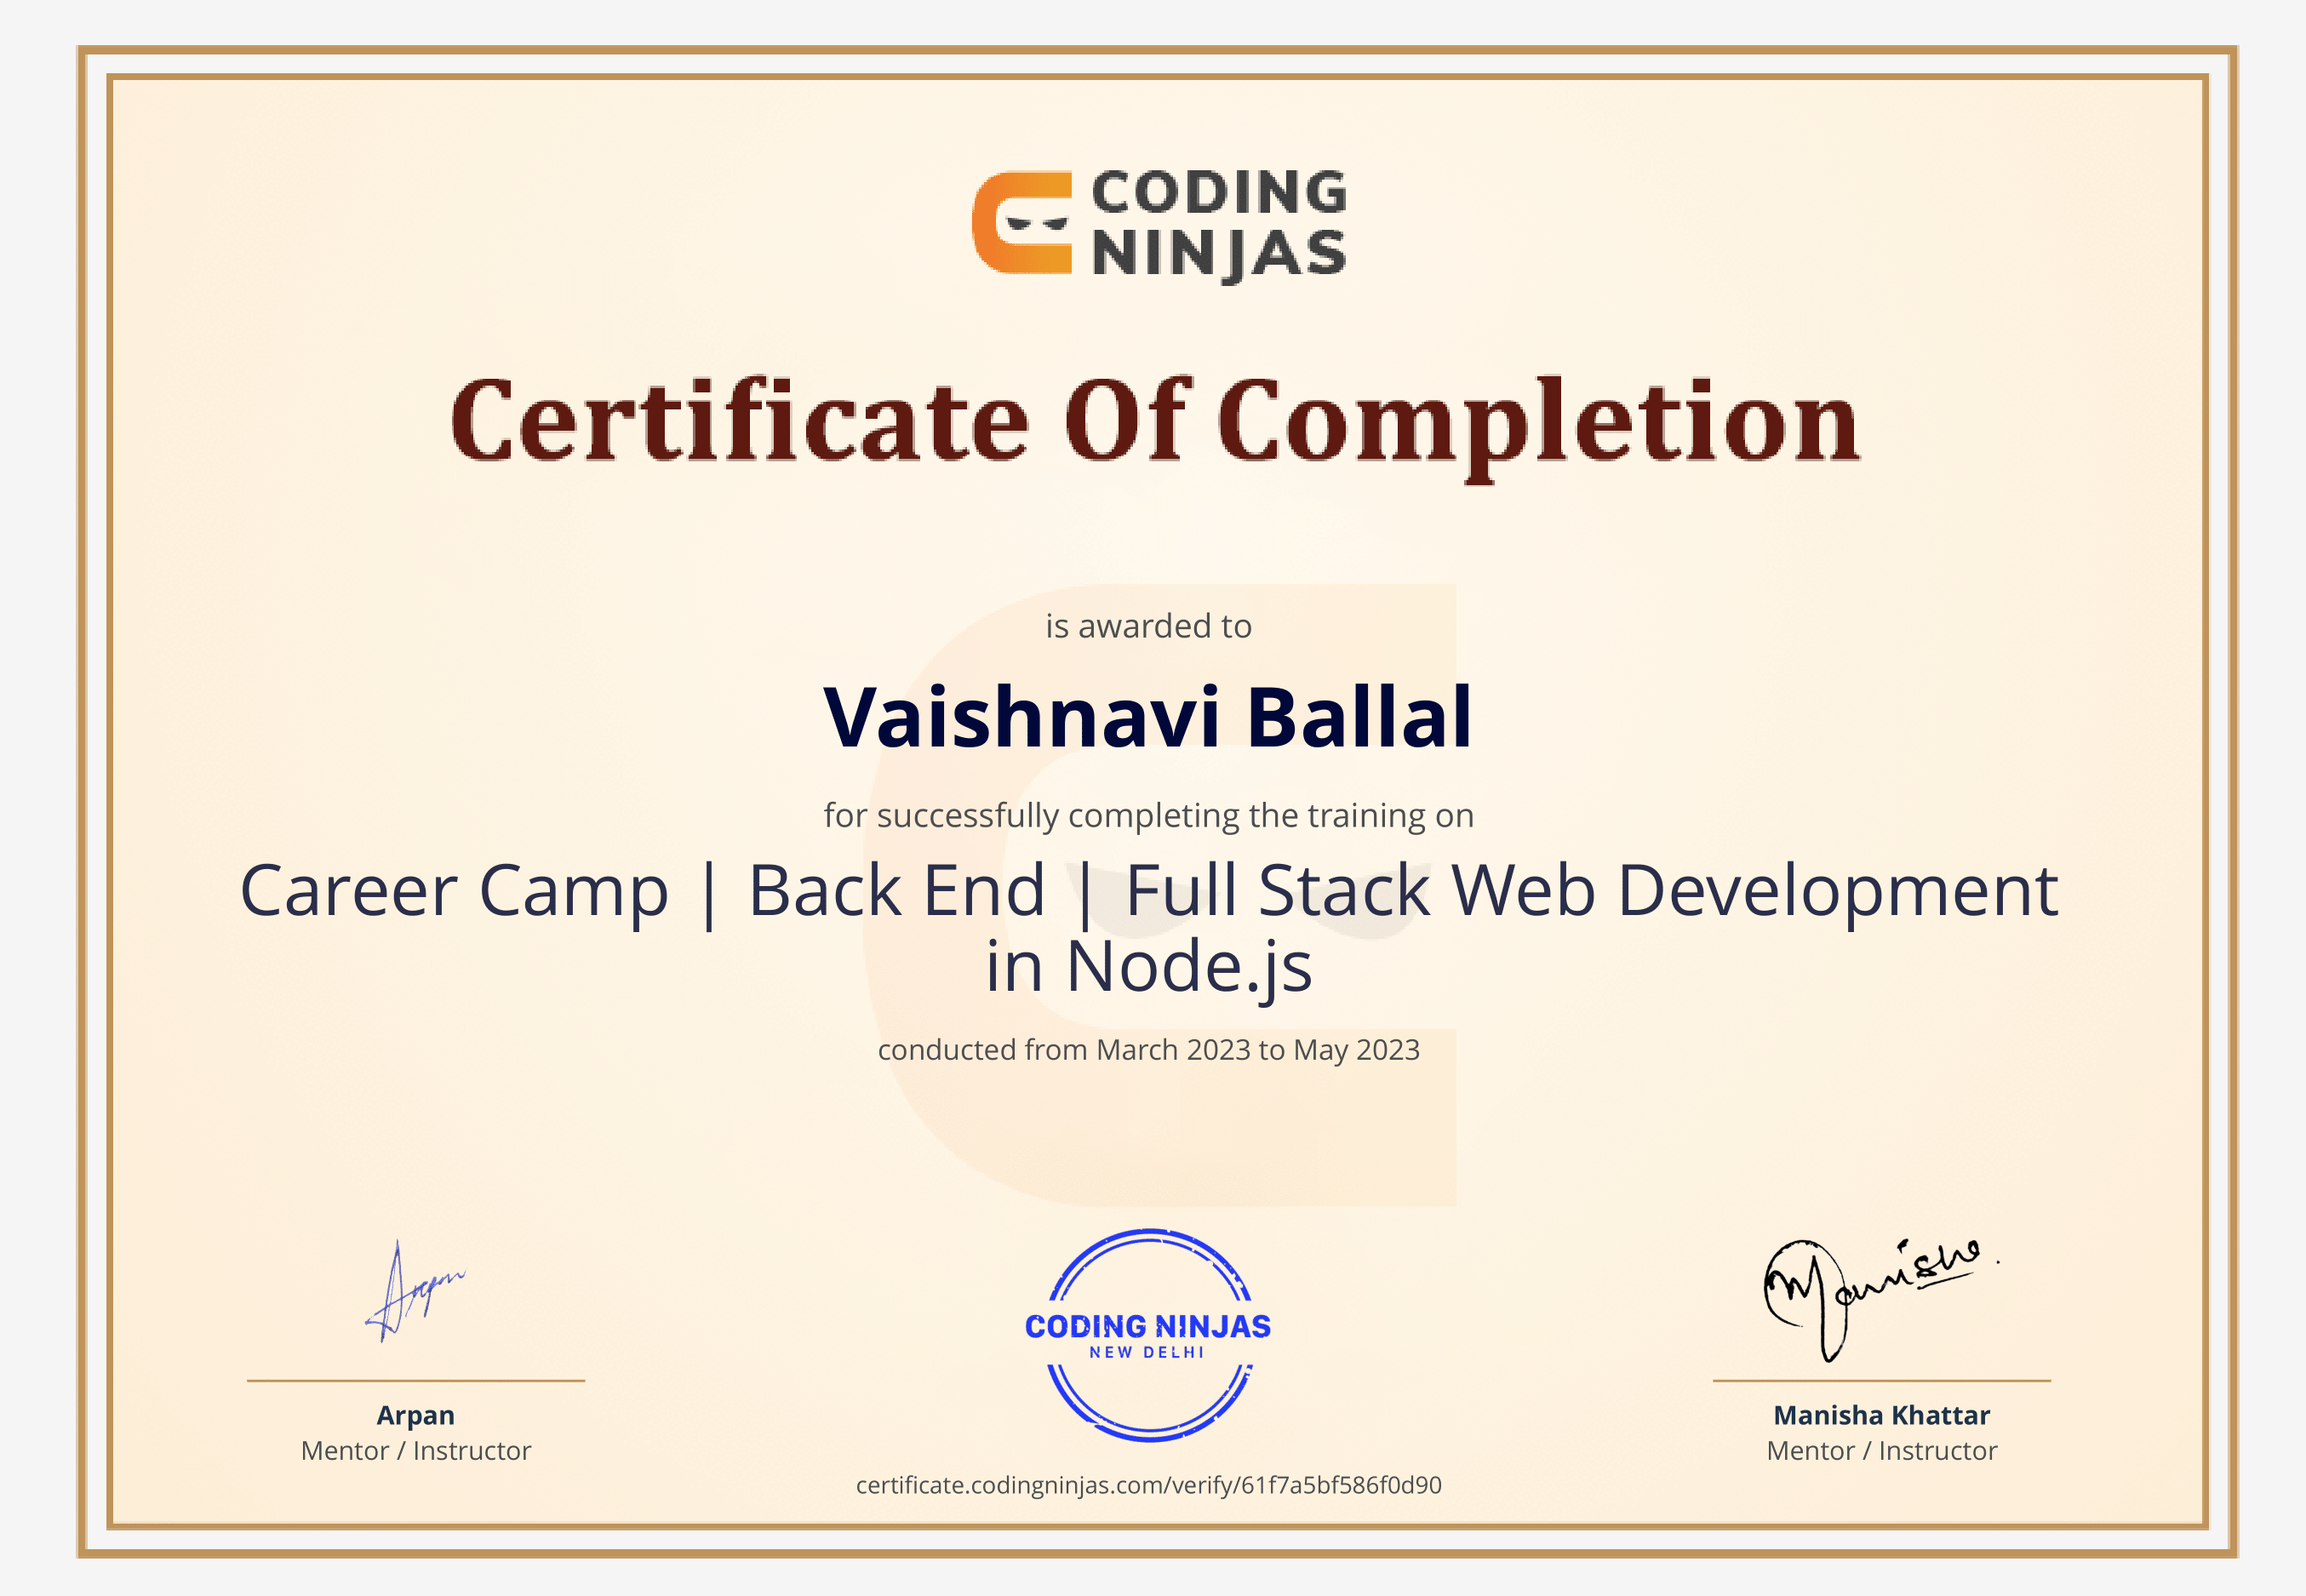 CODING
NINJAS
Certificate Of Completion
is awarded to
Vaishnavi Ballal
for successfully completing the training on
Career Camp | Back End | Full Stack Web Development
in Node.js
conducted from March 2023 to May 2023
Arpan
Manisha.
CODING NINJAS
NEW DELHI
Arpan
Mentor / Instructor
Manisha Khattar
Mentor / Instructor
certificate.codingninjas.com/verify/61f7a5bf586f0d90